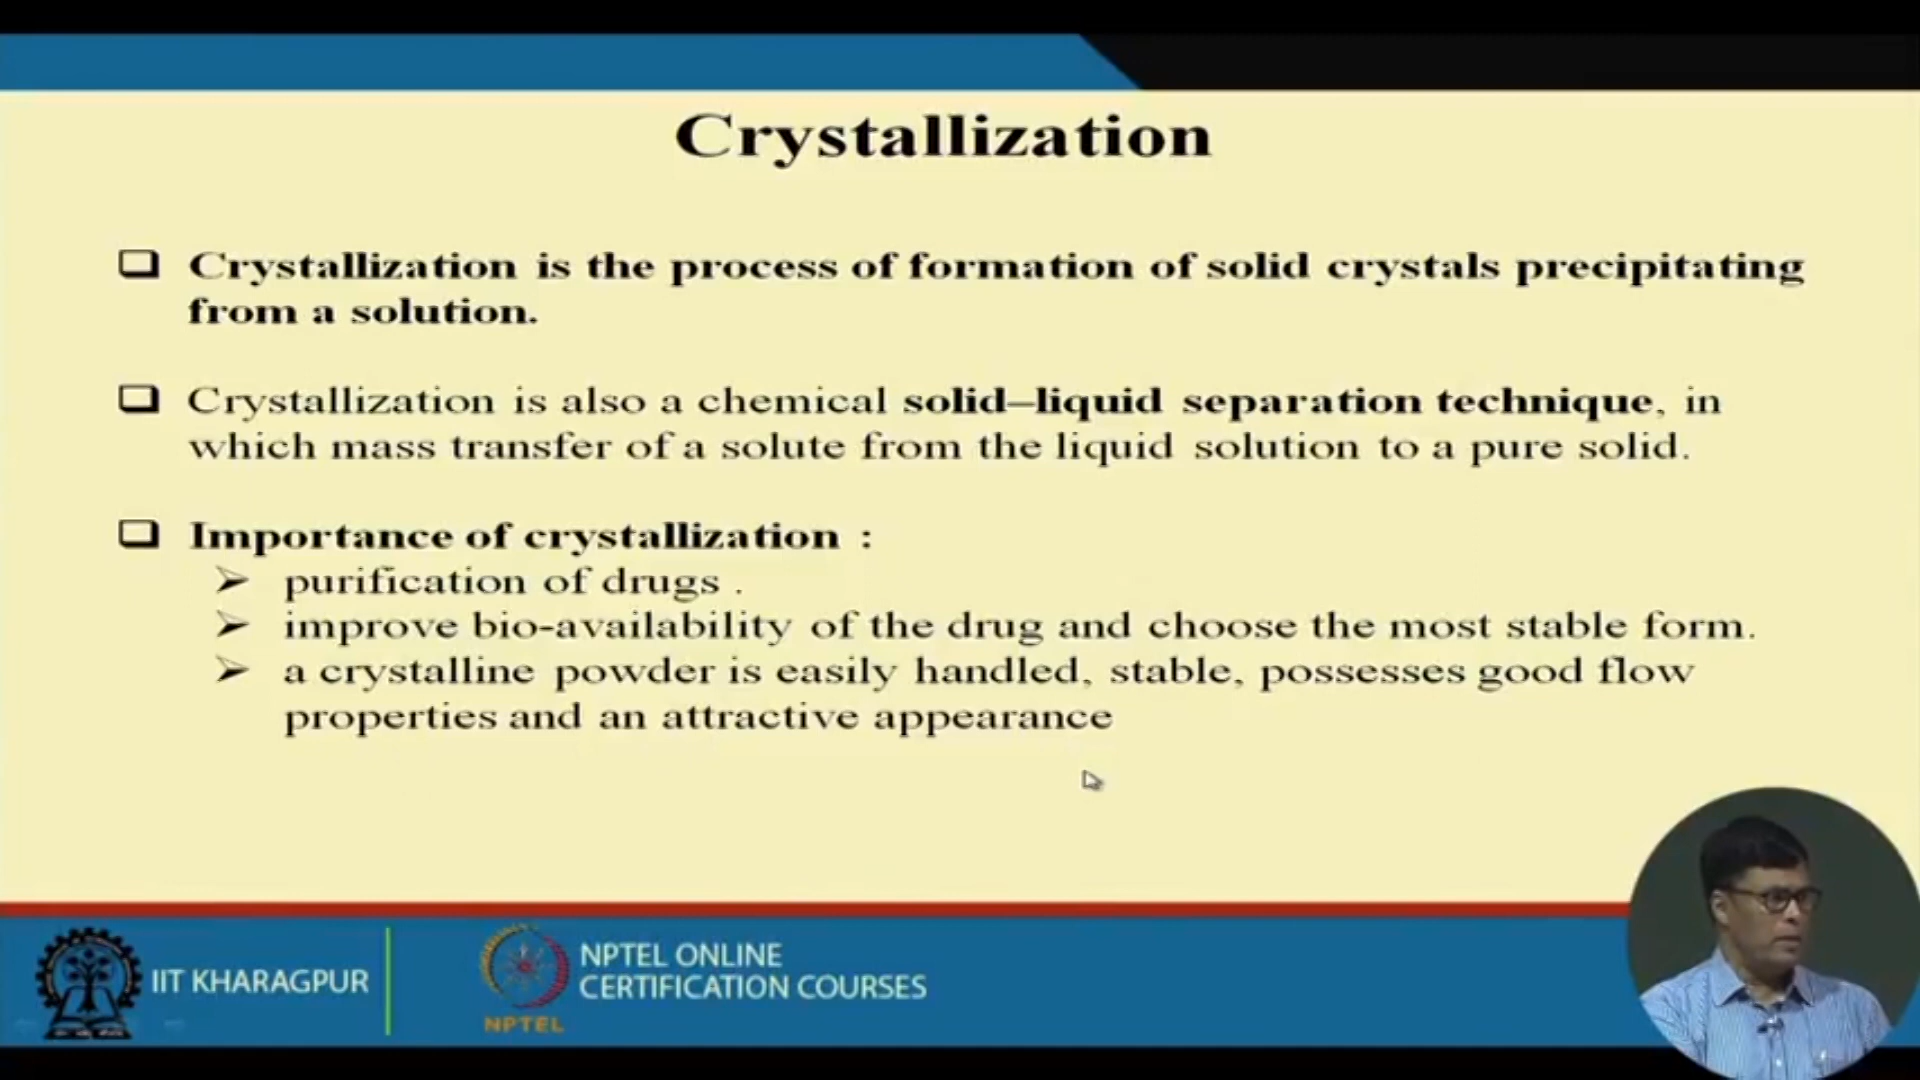 Crystallization
Crystallization is the process of formation of solid crystals precipitating
from a solution.
Crystallization is also a chemical solid–liquid separation technique, in
which mass transfer of a solute from the liquid solution to a pure solid.
Importance of crystallization :
purification of drugs .
improve bio-availability of the drug and choose the most stable form.
a crystalline powder is easily handled, stable, possesses good flow
properties and an attractive appearance
IIT KHARAGPUR
NPTEL
NPTEL ONLINE
CERTIFICATION COURSES